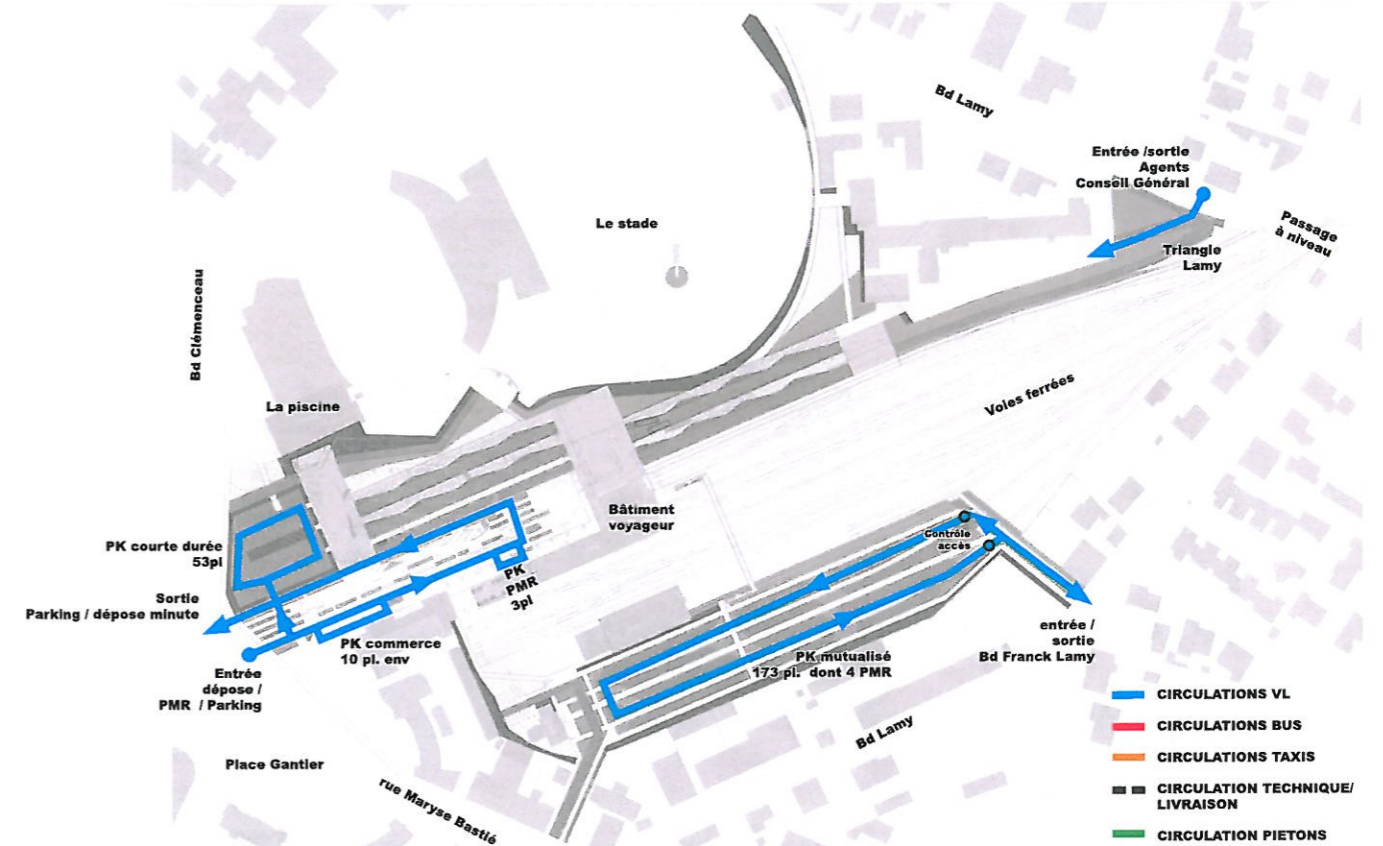 Bd Lamy
Entrée /sortie
Agents
Conseil Général
Passage
à niveau
Triangle
Lamy
Le stade
Bd Clémenceau
La piscine
Voies ferrées
Bâtiment
voyageur
Contrôle
accès
PK courte durée
53pl
PK
PMR
3pl
Sortie
Parking / dépose minute
PK commerce
10 pl. env
entrée /
sortie
Bd Franck Lamy
PK mutualisé
173 pl. dont 4 PMR
Entrée
dépose /
PMR / Parking
Bd Lamy
Place Gantier
rue Maryse Bastié
CIRCULATIONS VL
CIRCULATIONS BUS
CIRCULATIONS TAXIS
CIRCULATION TECHNIQUE/
LIVRAISON
CIRCULATION PIETONS